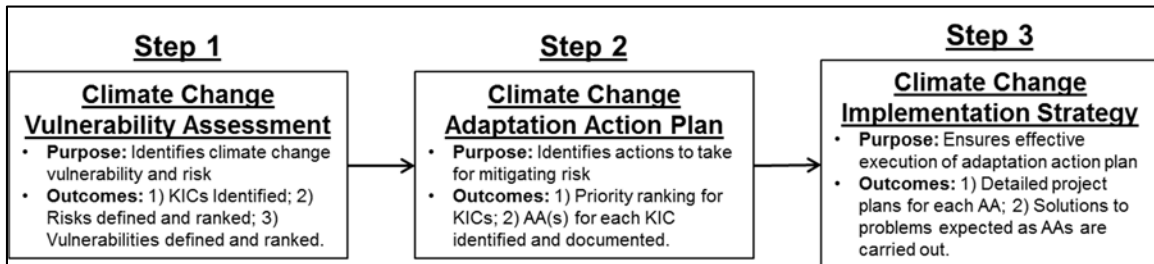 Step 1
Climate Change
Vulnerability Assessment
• Purpose: Identifies climate change
vulnerability and risk
• Outcomes: 1) KICs Identified; 2)
Risks defined and ranked; 3)
Vulnerabilities defined and ranked.
Step 2
Climate Change
Adaptation Action Plan
• Purpose: Identifies actions to take
for mitigating risk
• Outcomes: 1) Priority ranking for
KICs; 2) AA(s) for each KIC
identified and documented.
Step 3
Climate Change
Implementation Strategy
• Purpose: Ensures effective
execution of adaptation action plan
• Outcomes: 1) Detailed project
plans for each AA; 2) Solutions to
problems expected as AAs are
carried out.